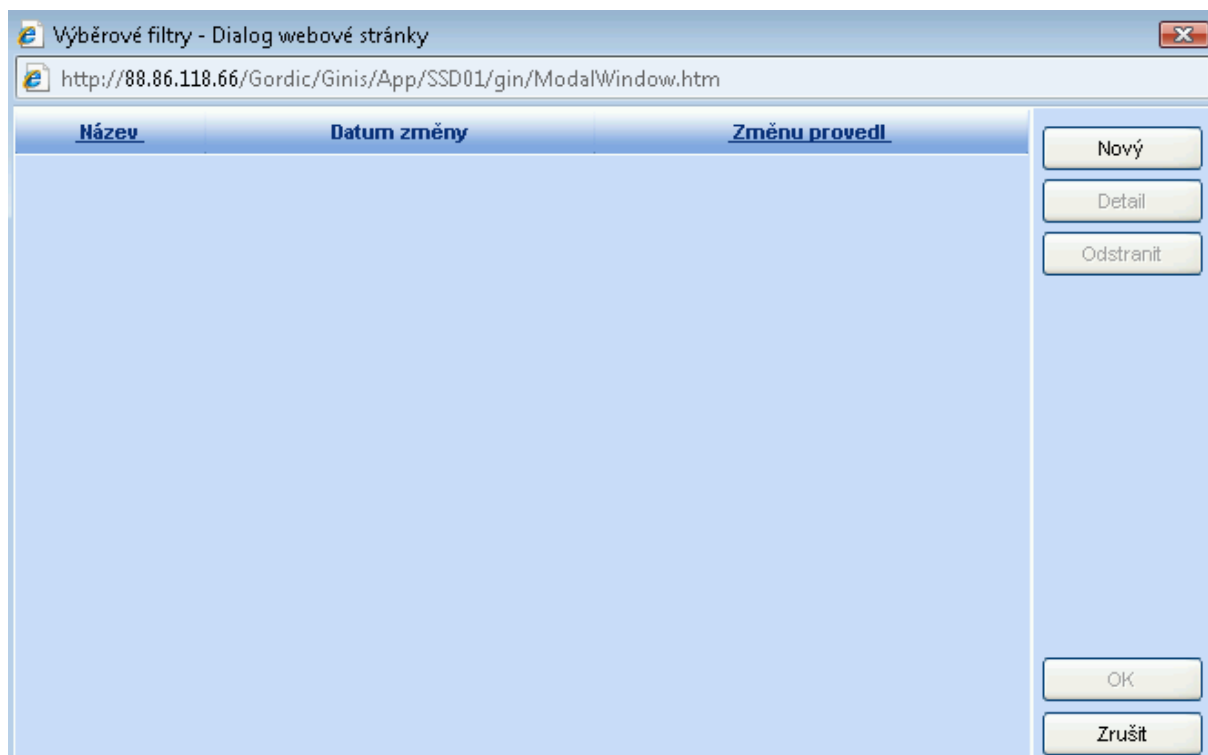 Výběrové filtry - Dialog webové stránky
http://88.86.118.66/Gordic/Ginis/App/SSD01/gin/ModalWindow.htm
Název Datum změny Změnu provedl
Nový
Detail
Odstranit
OK
Zrušit